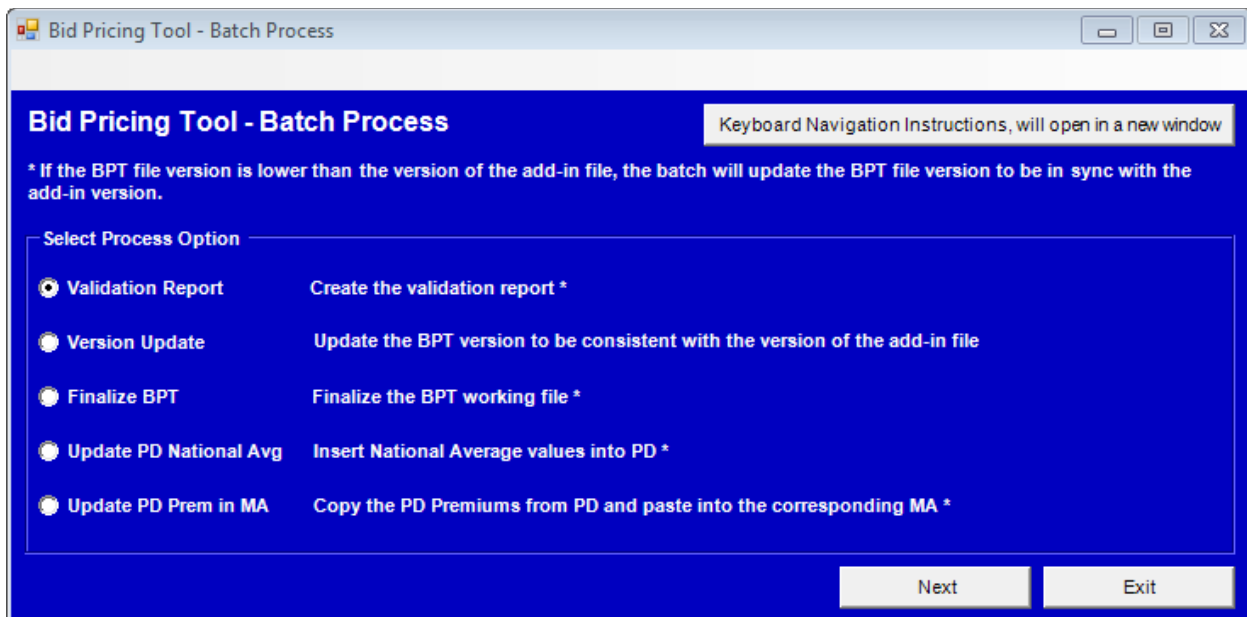 Bid Pricing Tool - Batch Process
Bid Pricing Tool - Batch Process
Keyboard Navigation Instructions, will open in a new window
* If the BPT file version is lower than the version of the add-in file, the batch will update the BPT file version to be in sync with the
add-in version.
Select Process Option
Validation Report Create the validation report *
Version Update Update the BPT version to be consistent with the version of the add-in file
Finalize BPT Finalize the BPT working file *
Update PD National Avg Insert National Average values into PD *
Update PD Prem in MA Copy the PD Premiums from PD and paste into the corresponding MA *
Next Exit